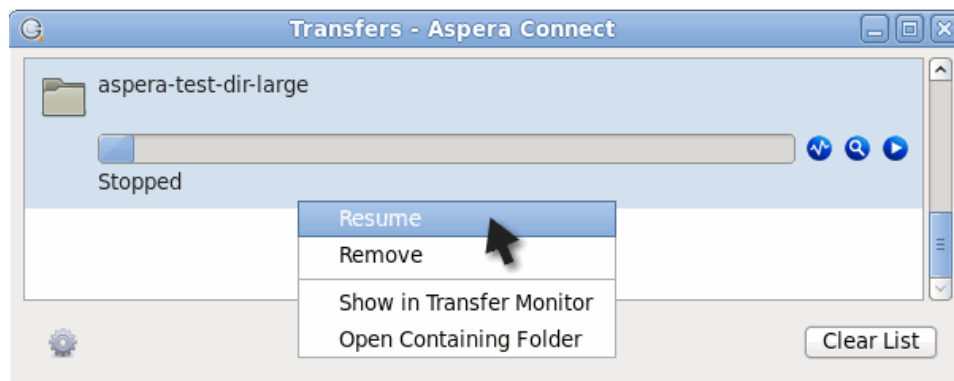 Transfers - Aspera Connect
aspera-test-dir-large
Stopped
Resume
Remove
Show in Transfer Monitor
Open Containing Folder
Clear List